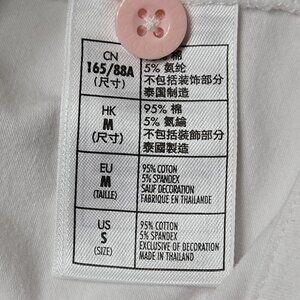 CN
165/88A
(尺寸)
棉
5% 氨纶
不包括装饰部分
泰国制造
HK
M
(尺寸)
95% 棉
5% 氨綸
不包括裝飾部分
泰國製造
EU
M
(TAILLE)
95% COTON
5% SPANDEX
SAUF DECORATION
FABRIQUE EN THAILANDE
US
S
(SIZE)
95% COTTON
5% SPANDEX
EXCLUSIVE OF DECORATION
MADE IN THAILAND